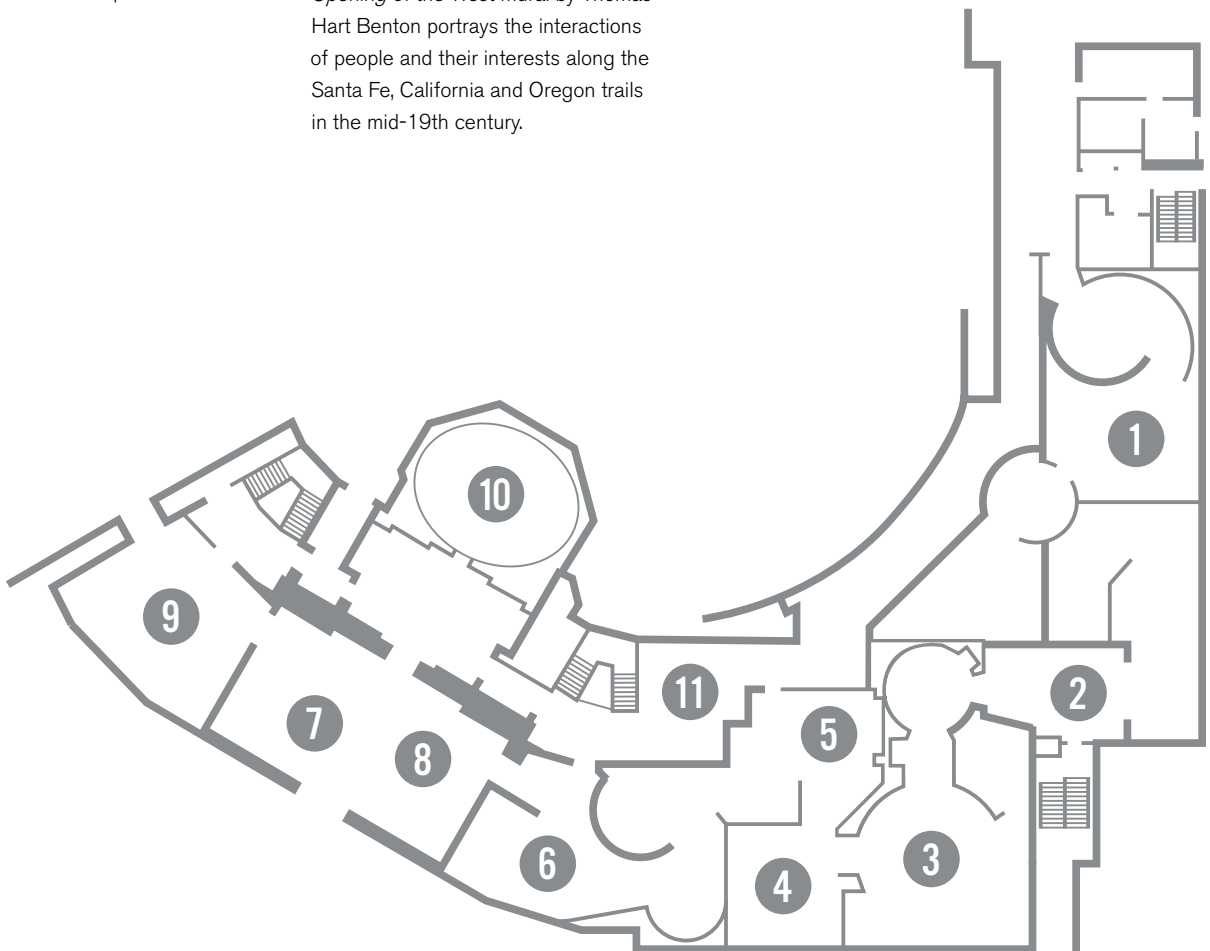 Opening of the West mural by Thomas
Hart Benton portrays the interactions
of people and their interests along the
Santa Fe, California and Oregon trails
in the mid-19th century.
1
10
9
11
2
7
5
8
6
3
4